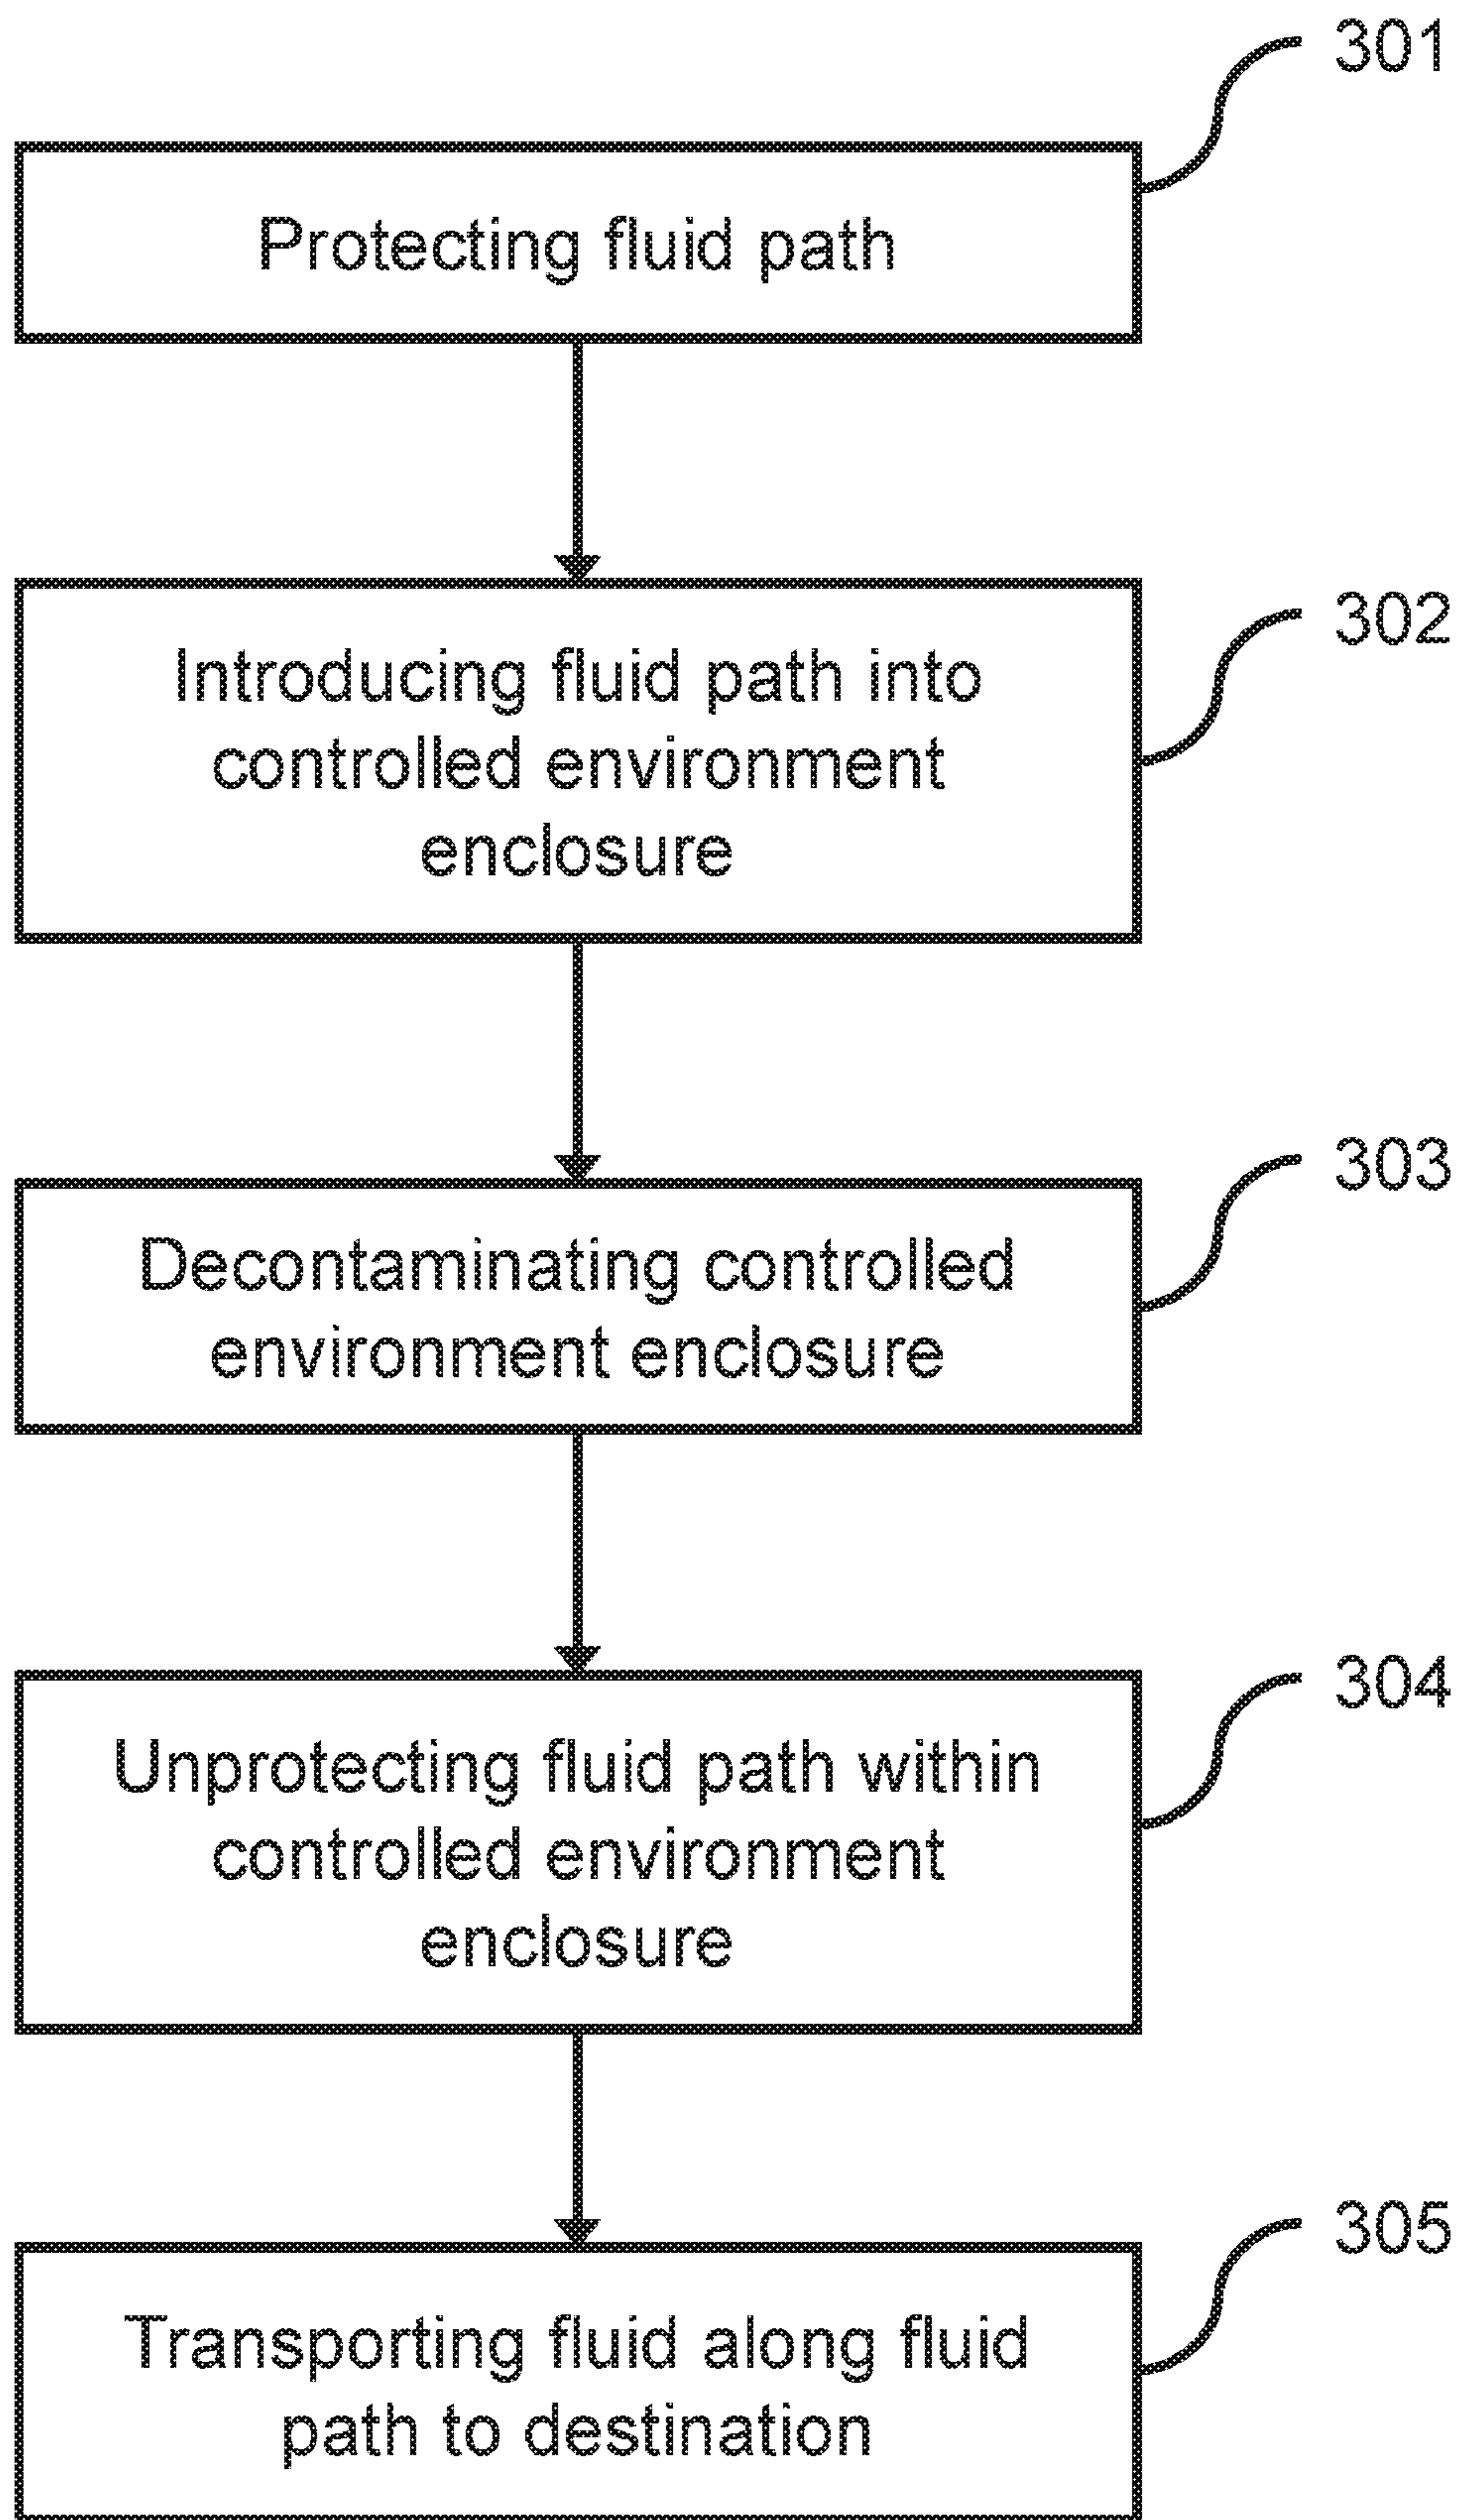 301
Protecting fluid path
302
Introducing fluid path into
controlled environment
enclosure
303
Decontaminating controlled
environment enclosure
304
Unprotecting fluid path within
controlled environment
enclosure
305
Transporting fluid along fluid
path to destination